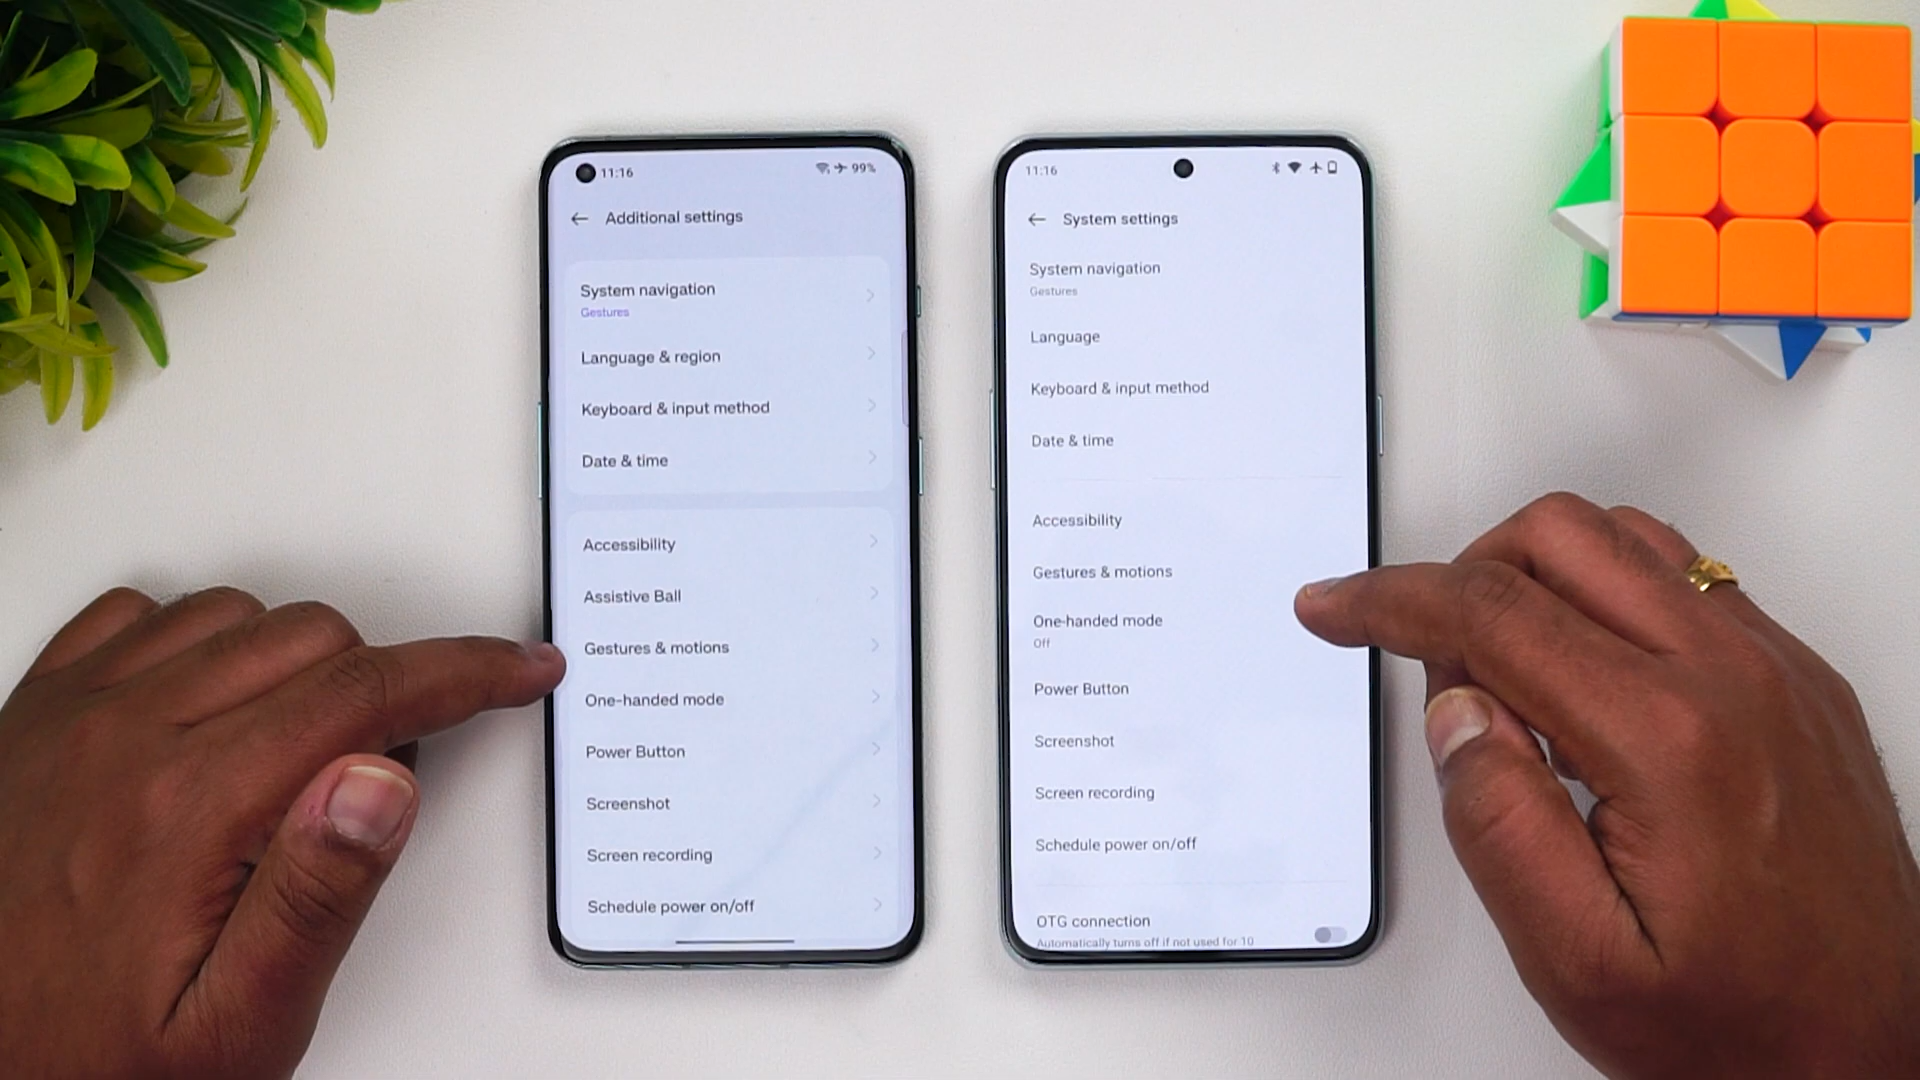 11:16
99%
Additional settings
System navigation
Gestures
Language & region
Keyboard & input method
Date & time
Accessibility
Assistive Ball
Gestures & motions
One-handed mode
Power Button
Screenshot
Screen recording
Schedule power on/off
11:16
System settings
System navigation
Gestures
Language
Keyboard & input method
Date & time
Accessibility
Gestures & motions
One-handed mode
Off
Power Button
Screenshot
Screen recording
Schedule power on/off
OTG connection
Automatically turns off if not used for 10